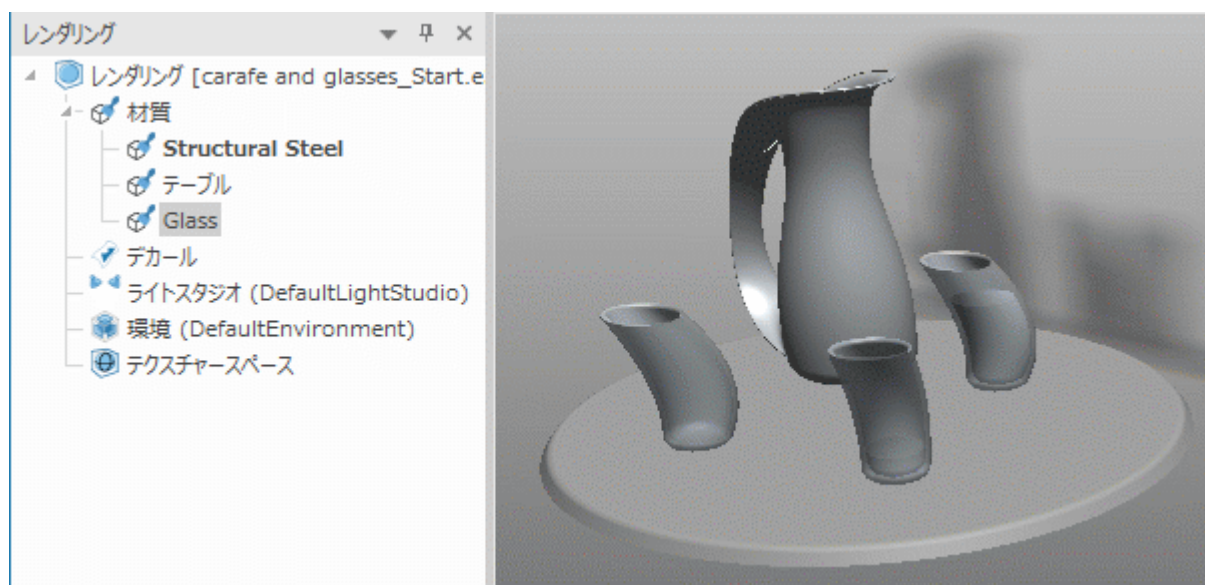 レンダリング
レンダリング [carafe and glasses_Start.e
材質
Structural Steel
テーブル
Glass
デカール
ライトスタジオ (DefaultLightStudio)
環境 (DefaultEnvironment)
テクスチャースペース